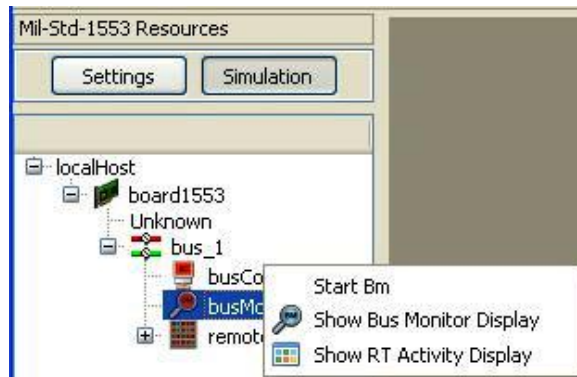 Mil-Std-1553 Resources
Settings Simulation
localHost
board1553
Unknown
bus_1
busCo
busMo
remote
Start Bm
Show Bus Monitor Display
Show RT Activity Display